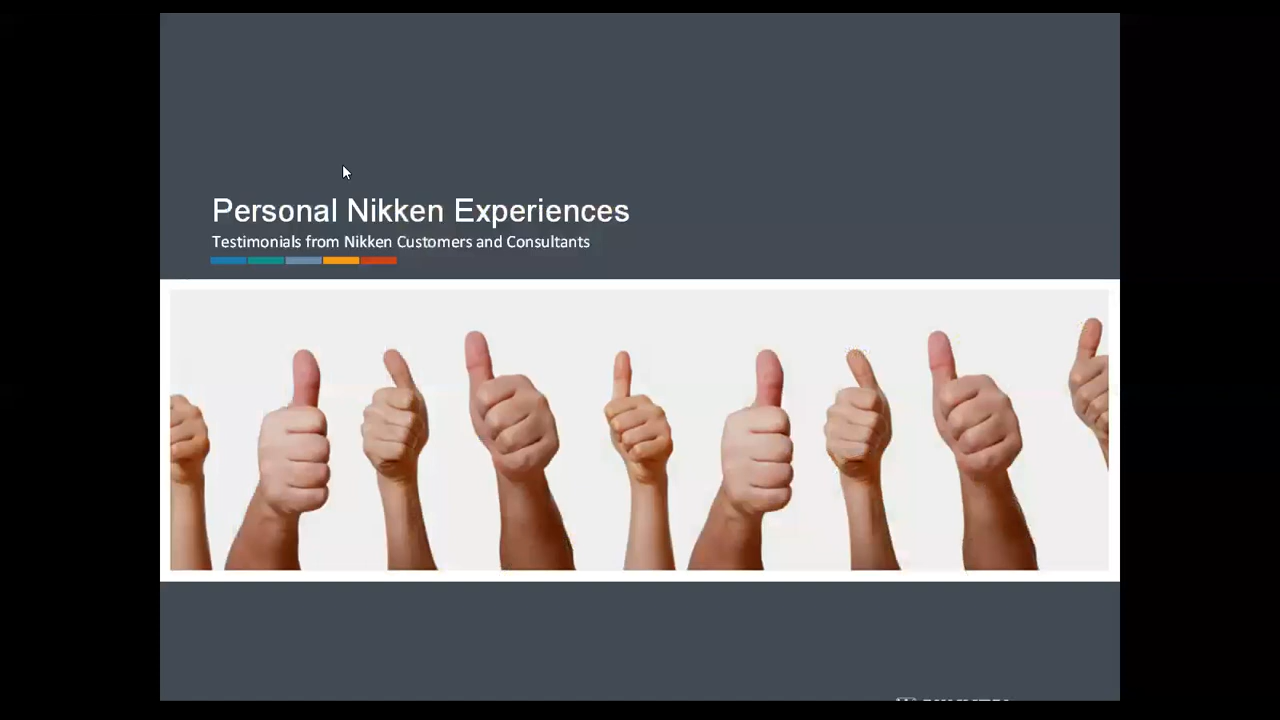 Personal Nikken Experiences
Testimonials from Nikken Customers and Consultants